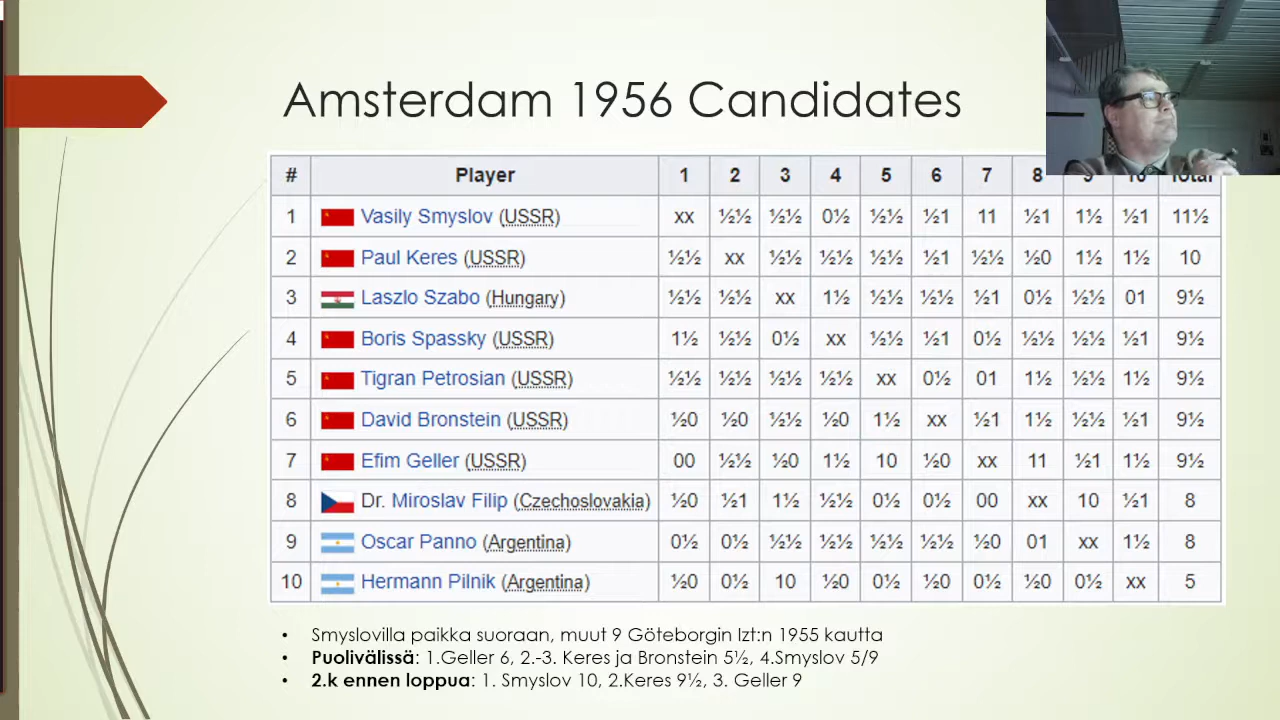 Amsterdam 1956 Candidates
# Player 1 2 3 4 5 6 7 8 9 10 Total
1 Vasily Smyslov (USSR) xx ½½ ½½ 0½ ½½ ½1 11 ½1 1½ ½1 11½
2 Paul Keres (USSR) ½½ xx ½½ ½½ ½½ ½1 ½½ ½0 1½ 1½ 10
3 Laszlo Szabo (Hungary) ½½ ½½ xx 1½ ½½ ½½ ½1 0½ ½½ 01 9½
4 Boris Spassky (USSR) 1½ ½½ 0½ xx ½½ ½1 0½ ½½ ½½ ½1 9½
5 Tigran Petrosian (USSR) ½½ ½½ ½½ ½½ xx 0½ 01 1½ ½½ 1½ 9½
6 David Bronstein (USSR) ½0 ½0 ½½ ½0 1½ xx ½1 1½ ½½ ½1 9½
7 Efim Geller (USSR) 00 ½½ ½0 1½ 10 ½0 xx 11 ½1 1½ 9½
8 Dr. Miroslav Filip (Czechoslovakia) ½0 ½1 1½ ½½ 0½ 0½ 00 xx 10 ½1 8
9 Oscar Panno (Argentina) 0½ 0½ ½½ ½½ ½½ ½½ ½0 01 xx 1½ 8
10 Hermann Pilnik (Argentina) ½0 0½ 10 ½0 0½ ½0 0½ ½0 0½ xx 5
• Smyslovilla paikka suoraan, muut 9 Göteborgin Izt:n 1955 kautta
• Puolivälissä: 1.Geller 6, 2.-3. Keres ja Bronstein 5½, 4.Smyslov 5/9
• 2.k ennen loppua: 1. Smyslov 10, 2.Keres 9½, 3. Geller 9